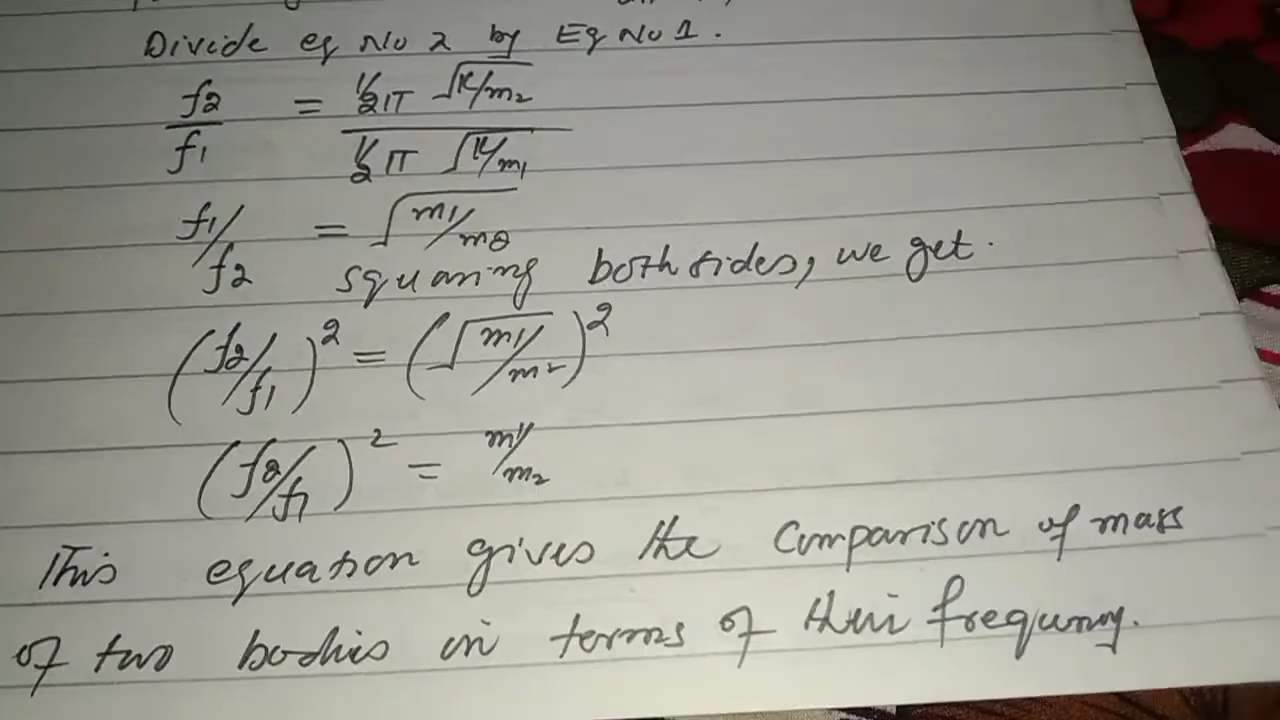 Divide eq No 2 by Eq No 1.
f2/f1 = ½π √k/m2 / ½π √k/m1
f1/f2 = √m1/m2
squaring both sides, we get.
(f2/f1)² = (√m1/m2)²
(f2/f1)² = m1/m2
This equation gives the Comparison of mass
of two bodies in terms of their frequency.